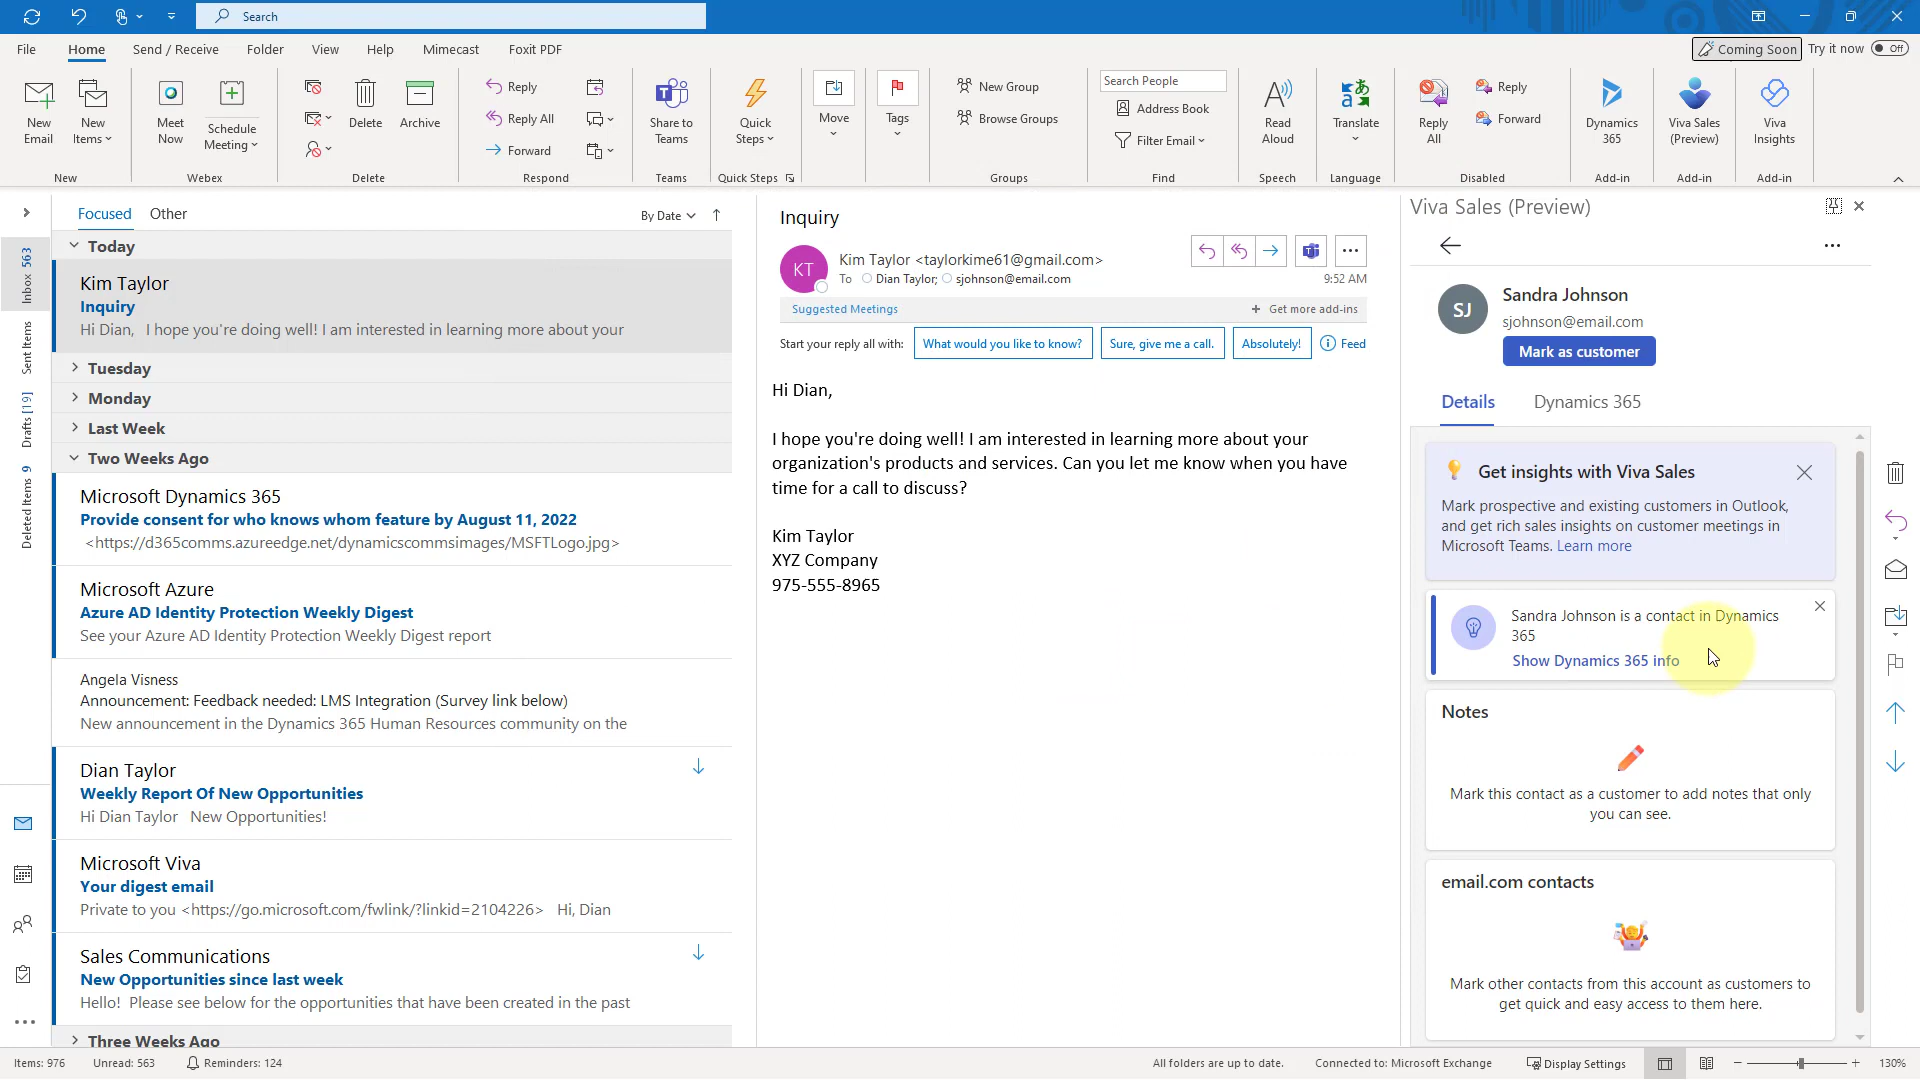 Search
File Home Send / Receive Folder View Help Mimecast Foxit PDF
Coming Soon Try it now Off
New Email
New Items
New
Meet Now
Schedule Meeting
Webex
Delete
Archive
Delete
Reply
Reply All
Forward
Respond
Share to Teams
Teams
Quick Steps
Quick Steps
Move
Tags
New Group
Browse Groups
Groups
Search People
Address Book
Filter Email
Find
Read Aloud
Speech
Translate
Language
Reply All
Reply
Forward
Disabled
Dynamics 365
Add-in
Viva Sales (Preview)
Add-in
Viva Insights
Add-in
Inbox 563
Sent Items
Drafts [19]
Deleted Items 9
Focused Other
By Date
Today
Kim Taylor
Inquiry
Hi Dian, I hope you're doing well! I am interested in learning more about your
Tuesday
Monday
Last Week
Two Weeks Ago
Microsoft Dynamics 365
Provide consent for who knows whom feature by August 11, 2022
<https://d365comms.azureedge.net/dynamicscommsimages/MSFTLogo.jpg>
Microsoft Azure
Azure AD Identity Protection Weekly Digest
See your Azure AD Identity Protection Weekly Digest report
Angela Visness
Announcement: Feedback needed: LMS Integration (Survey link below)
New announcement in the Dynamics 365 Human Resources community on the
Dian Taylor
Weekly Report Of New Opportunities
Hi Dian Taylor New Opportunities!
Microsoft Viva
Your digest email
Private to you <https://go.microsoft.com/fwlink/?linkid=2104226> Hi, Dian
Sales Communications
New Opportunities since last week
Hello! Please see below for the opportunities that have been created in the past
Three Weeks Ago
Inquiry
KT
Kim Taylor <taylorkime61@gmail.com>
To Dian Taylor; sjohnson@email.com
9:52 AM
Suggested Meetings + Get more add-ins
Start your reply all with: What would you like to know? Sure, give me a call. Absolutely! Feed
Hi Dian,
I hope you're doing well! I am interested in learning more about your
organization's products and services. Can you let me know when you have
time for a call to discuss?
Kim Taylor
XYZ Company
975-555-8965
Viva Sales (Preview)
SJ
Sandra Johnson
sjohnson@email.com
Mark as customer
Details Dynamics 365
Get insights with Viva Sales
Mark prospective and existing customers in Outlook,
and get rich sales insights on customer meetings in
Microsoft Teams. Learn more
Sandra Johnson is a contact in Dynamics
365
Show Dynamics 365 info
Notes
Mark this contact as a customer to add notes that only
you can see.
email.com contacts
Mark other contacts from this account as customers to
get quick and easy access to them here.
Items: 976 Unread: 563 Reminders: 124 All folders are up to date. Connected to: Microsoft Exchange Display Settings 130%